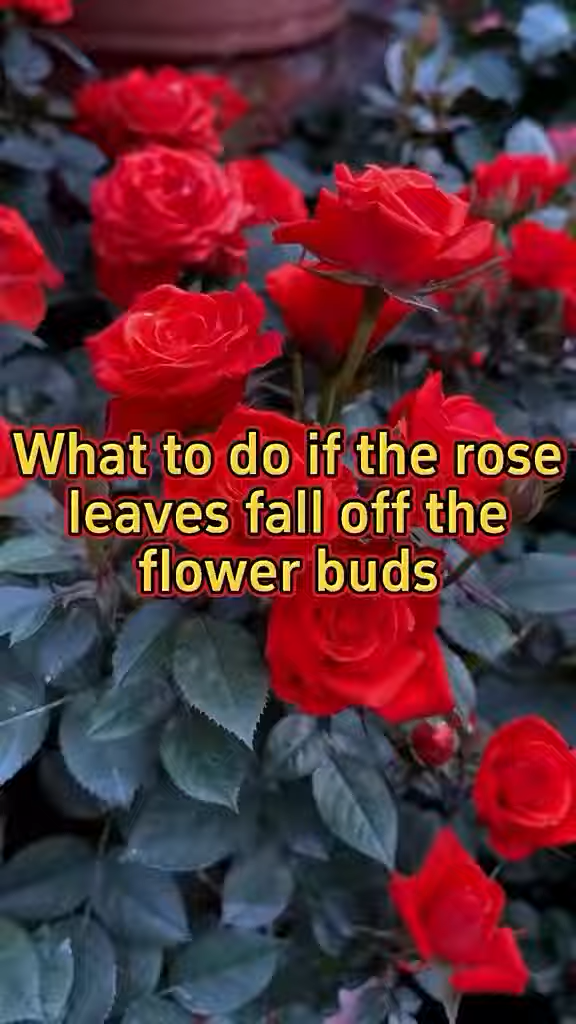 What to do if the rose
leaves fall off the
flower buds